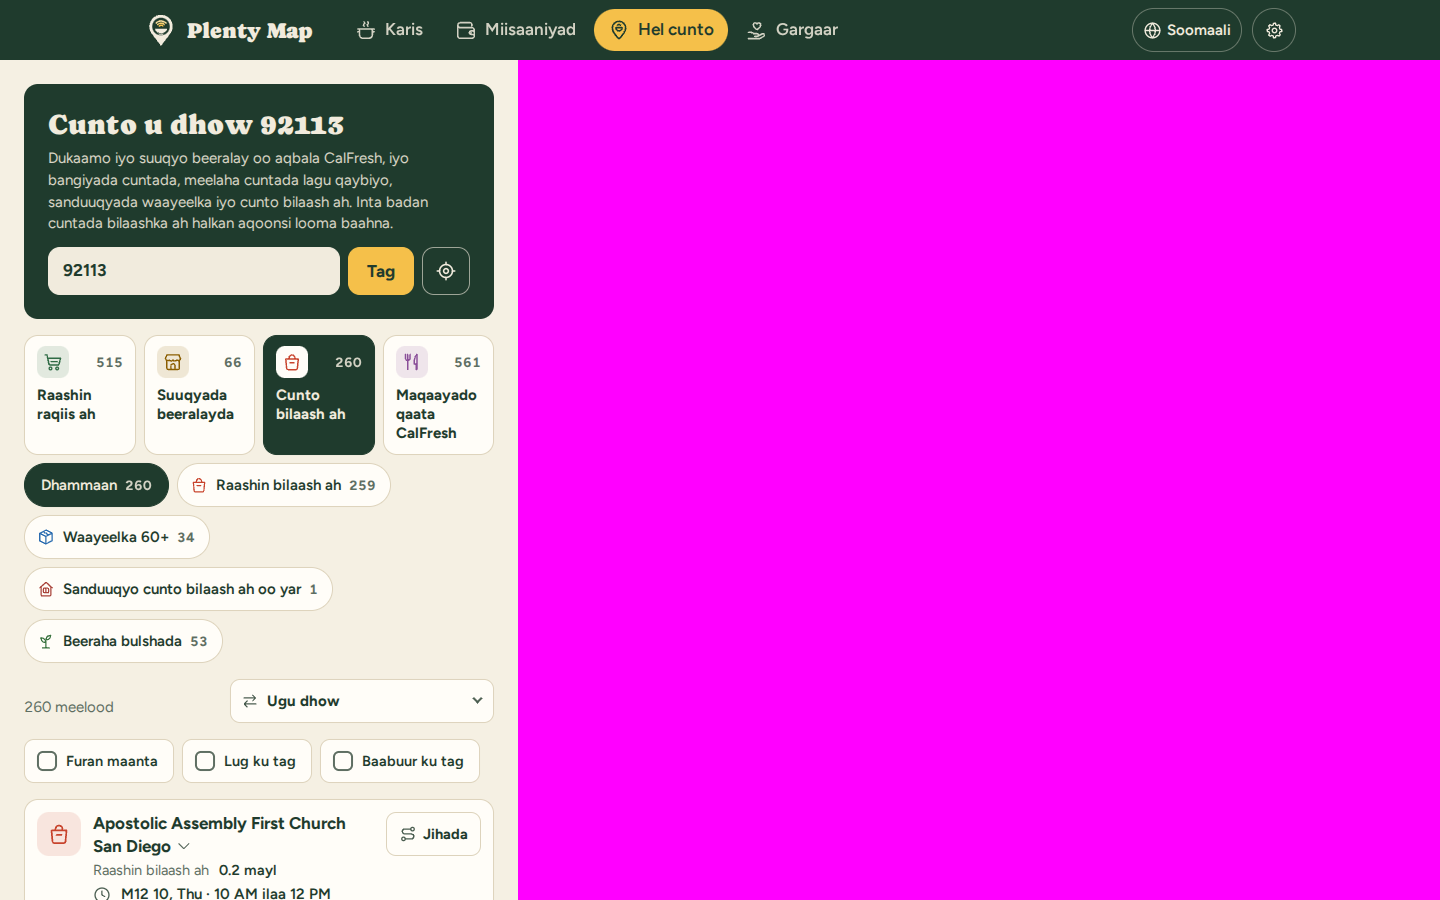 Plenty Map
Karis
Miisaaniyad
Hel cunto
Gargaar
Soomaali
Cunto u dhow 92113
Dukaamo iyo suuqyo beeralay oo aqbala CalFresh, iyo
bangiyada cuntada, meelaha cuntada lagu qaybiyo,
sanduuqyada waayeelka iyo cunto bilaash ah. Inta badan
cuntada bilaashka ah halkan aqoonsi looma baahna.
92113
Tag
515
Raashin
raqiis ah
66
Suuqyada
beeralayda
260
Cunto
bilaash ah
561
Maqaayado
qaata
CalFresh
Dhammaan 260
Raashin bilaash ah 259
Waayeelka 60+ 34
Sanduuqyo cunto bilaash ah oo yar 1
Beeraha bulshada 53
260 meelood
Ugu dhow
Furan maanta
Lug ku tag
Baabuur ku tag
Apostolic Assembly First Church
San Diego
Jihada
Raashin bilaash ah 0.2 mayl
M12 10, Thu · 10 AM ilaa 12 PM